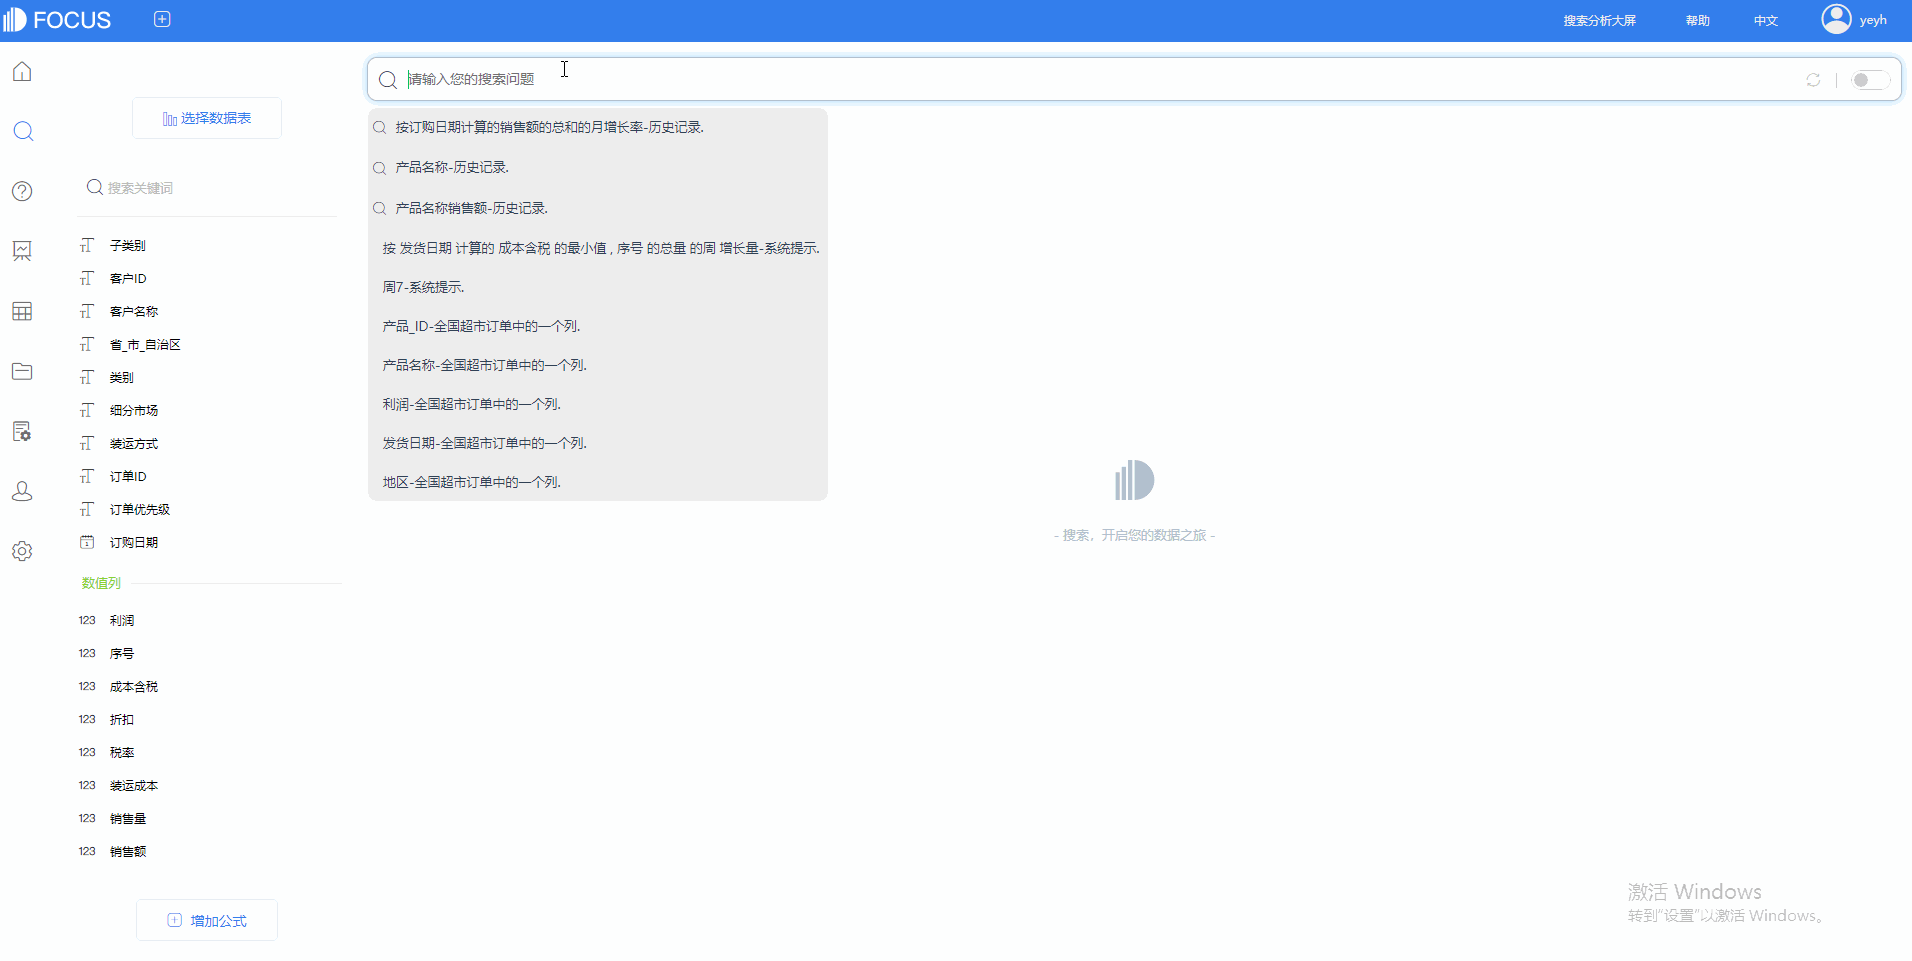 FOCUS
搜索分析大屏
帮助
中文
yeyh
请输入您的搜索问题
选择数据表
搜索关键词
子类别
客户ID
客户名称
省_市_自治区
类别
细分市场
装运方式
订单ID
订单优先级
订购日期
数值列
123 利润
123 序号
123 成本含税
123 折扣
123 税率
123 装运成本
123 销售量
123 销售额
增加公式
按订购日期计算的销售额的总和的月增长率-历史记录.
产品名称-历史记录.
产品名称销售额-历史记录.
按 发货日期 计算的 成本含税 的最小值 , 序号 的总量 的周 增长量-系统提示.
周7-系统提示.
产品_ID-全国超市订单中的一个列.
产品名称-全国超市订单中的一个列.
利润-全国超市订单中的一个列.
发货日期-全国超市订单中的一个列.
地区-全国超市订单中的一个列.
- 搜索，开启您的数据之旅 -
激活 Windows
转到"设置"以激活 Windows。